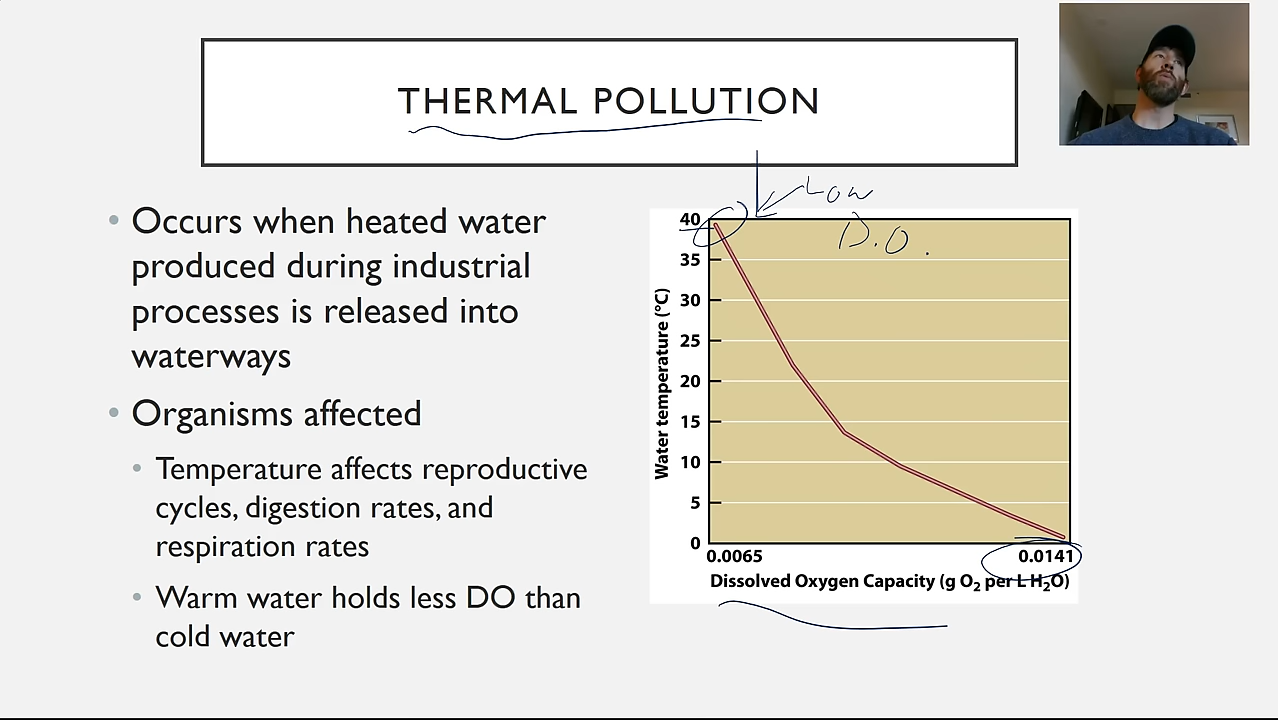 THERMAL POLLUTION
• Occurs when heated water
produced during industrial
processes is released into
waterways
• Organisms affected
• Temperature affects reproductive
cycles, digestion rates, and
respiration rates
• Warm water holds less DO than
cold water
Low
D.O.
40
35
30
25
20
15
10
5
0
Water temperature (°C)
0.0065 0.0141
Dissolved Oxygen Capacity (g O₂ per L H₂O)